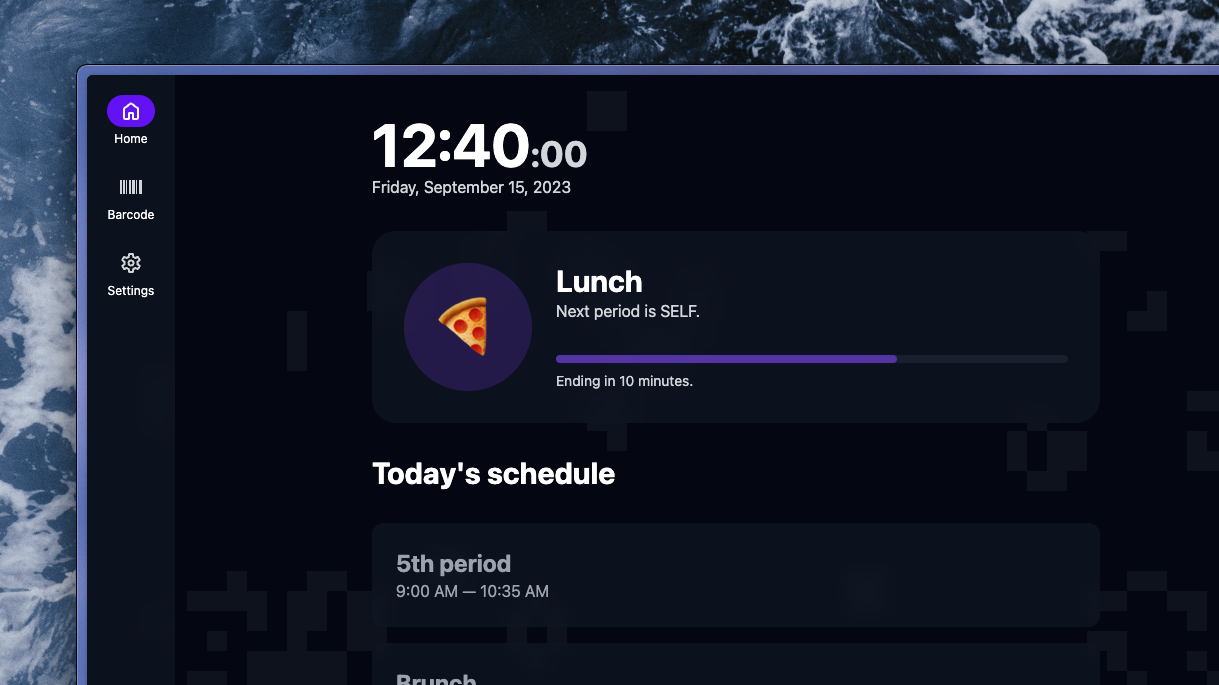 Home
Barcode
Settings
12:40:00
Friday, September 15, 2023
Lunch
Next period is SELF.
Ending in 10 minutes.
Today's schedule
5th period
9:00 AM — 10:35 AM
Brunch